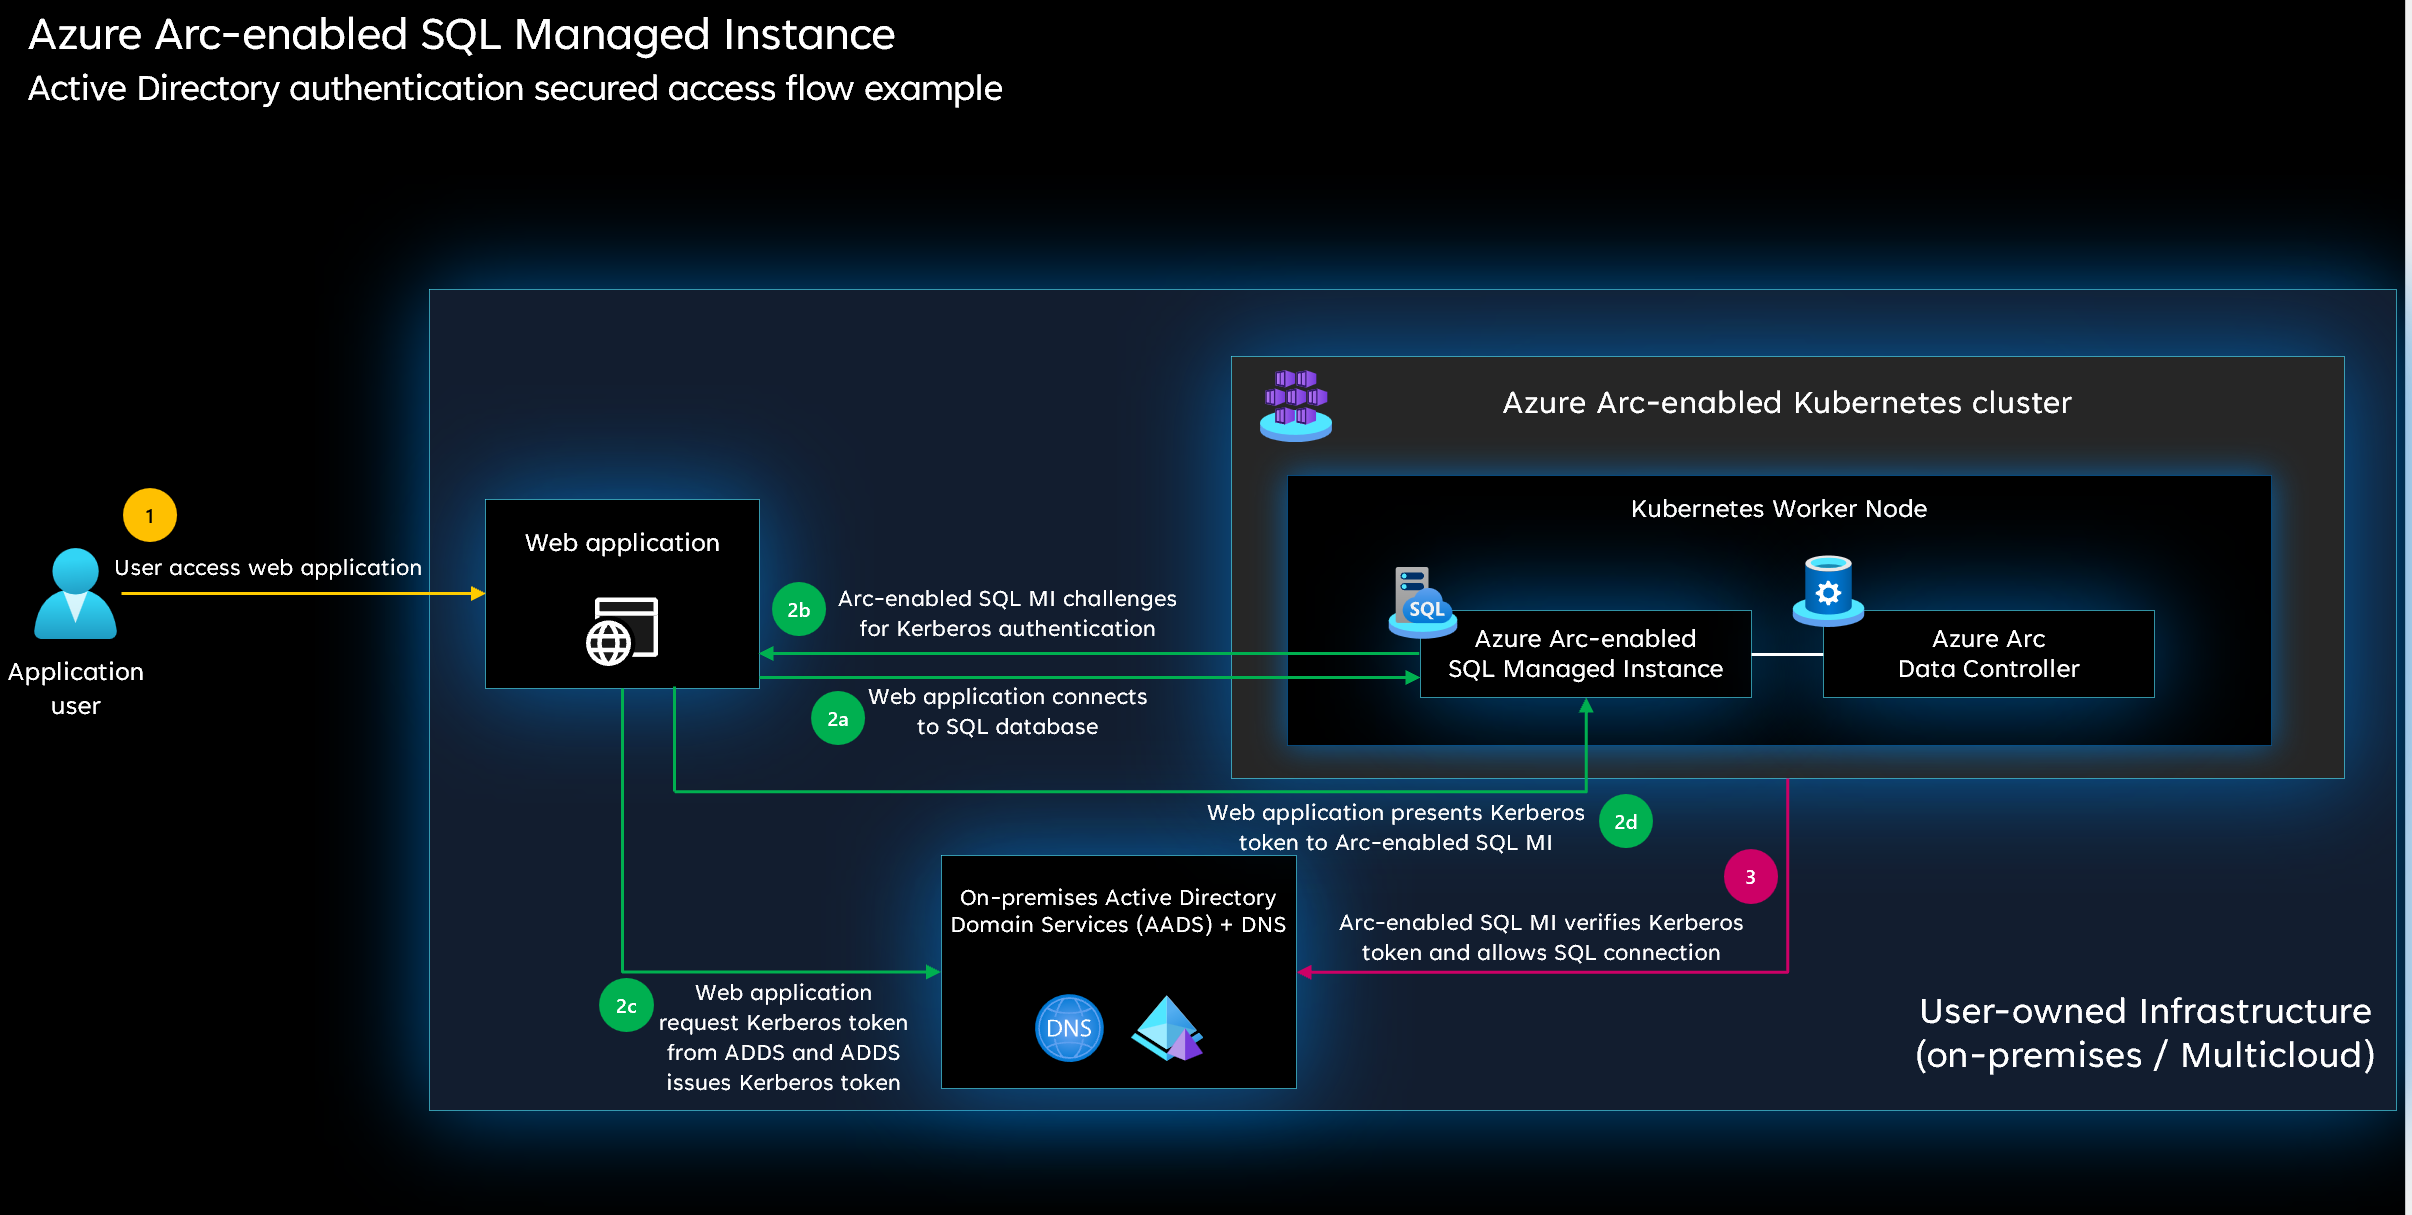 Azure Arc-enabled SQL Managed Instance
Active Directory authentication secured access flow example
Azure Arc-enabled Kubernetes cluster
Kubernetes Worker Node
1
User access web application
Application
user
Web application
2b
Arc-enabled SQL MI challenges
for Kerberos authentication
SQL
Azure Arc-enabled
SQL Managed Instance
Azure Arc
Data Controller
2a
Web application connects
to SQL database
Web application presents Kerberos
token to Arc-enabled SQL MI
2d
3
On-premises Active Directory
Domain Services (AADS) + DNS
DNS
Arc-enabled SQL MI verifies Kerberos
token and allows SQL connection
2c
Web application
request Kerberos token
from ADDS and ADDS
issues Kerberos token
User-owned Infrastructure
(on-premises / Multicloud)